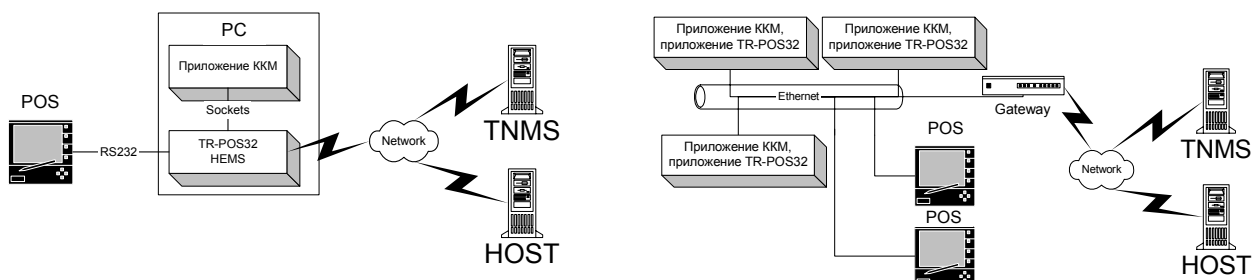 PC
Приложение ККМ
Sockets
TR-POS32
HEMS
POS
RS232
Network
TNMS
HOST
Приложение ККМ,
приложение TR-POS32
Приложение ККМ,
приложение TR-POS32
Ethernet
Gateway
Приложение ККМ,
приложение TR-POS32
POS
POS
Network
TNMS
HOST